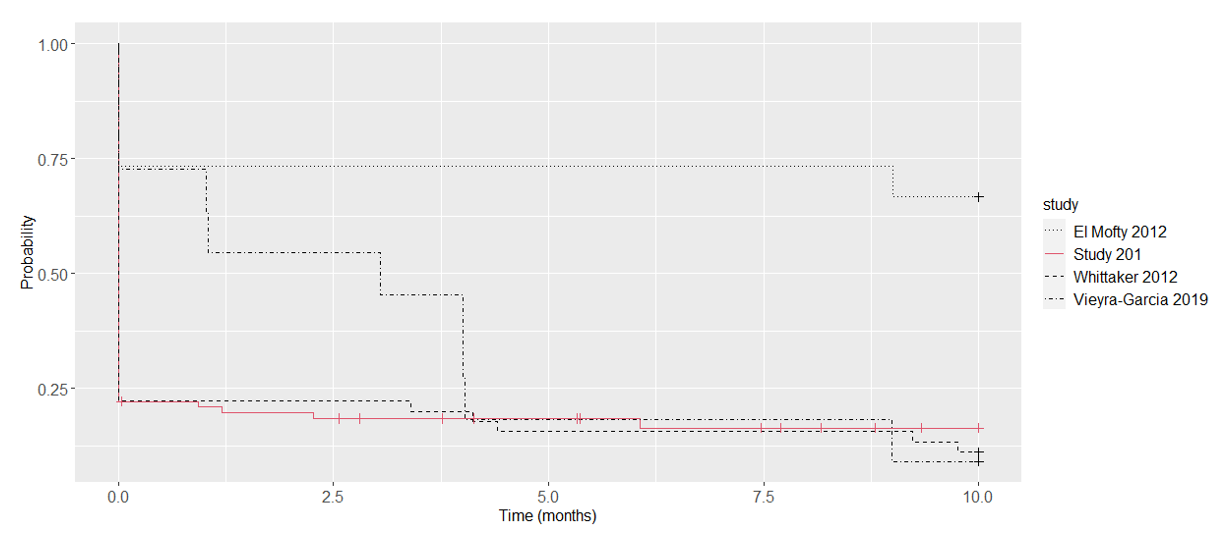 1.00
0.75
0.50
0.25
Probability
0.0 2.5 5.0 7.5 10.0
Time (months)
study
El Mofty 2012
Study 201
Whittaker 2012
Vieyra-Garcia 2019